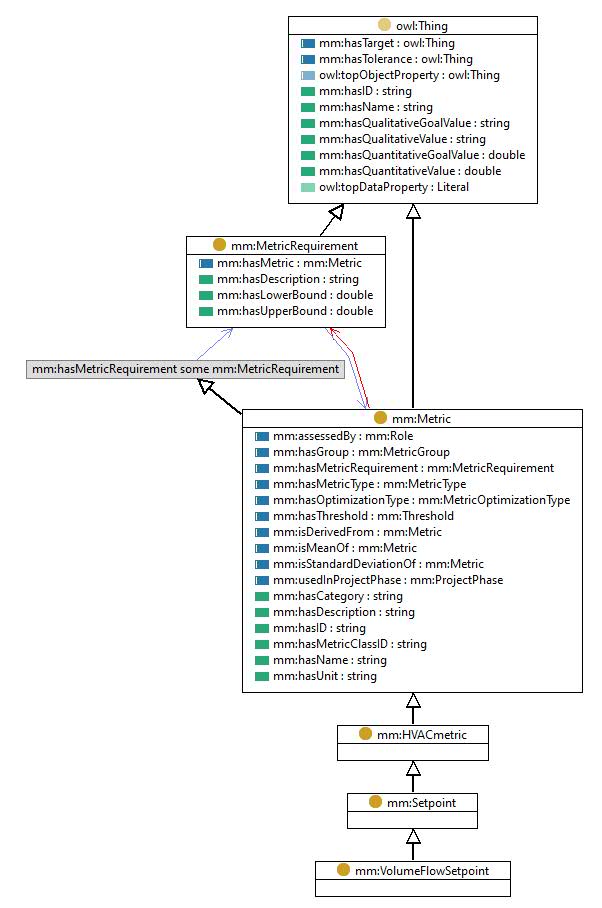 owl:Thing
mm:hasTarget : owl:Thing
mm:hasTolerance : owl:Thing
owl:topObjectProperty : owl:Thing
mm:hasID : string
mm:hasName : string
mm:hasQualitativeGoalValue : string
mm:hasQualitativeValue : string
mm:hasQuantitativeGoalValue : double
mm:hasQuantitativeValue : double
owl:topDataProperty : Literal
mm:MetricRequirement
mm:hasMetric : mm:Metric
mm:hasDescription : string
mm:hasLowerBound : double
mm:hasUpperBound : double
mm:hasMetricRequirement some mm:MetricRequirement
mm:Metric
mm:assessedBy : mm:Role
mm:hasGroup : mm:MetricGroup
mm:hasMetricRequirement : mm:MetricRequirement
mm:hasMetricType : mm:MetricType
mm:hasOptimizationType : mm:MetricOptimizationType
mm:hasThreshold : mm:Threshold
mm:isDerivedFrom : mm:Metric
mm:isMeanOf : mm:Metric
mm:isStandardDeviationOf : mm:Metric
mm:usedInProjectPhase : mm:ProjectPhase
mm:hasCategory : string
mm:hasDescription : string
mm:hasID : string
mm:hasMetricClassID : string
mm:hasName : string
mm:hasUnit : string
mm:HVACmetric
mm:Setpoint
mm:VolumeFlowSetpoint